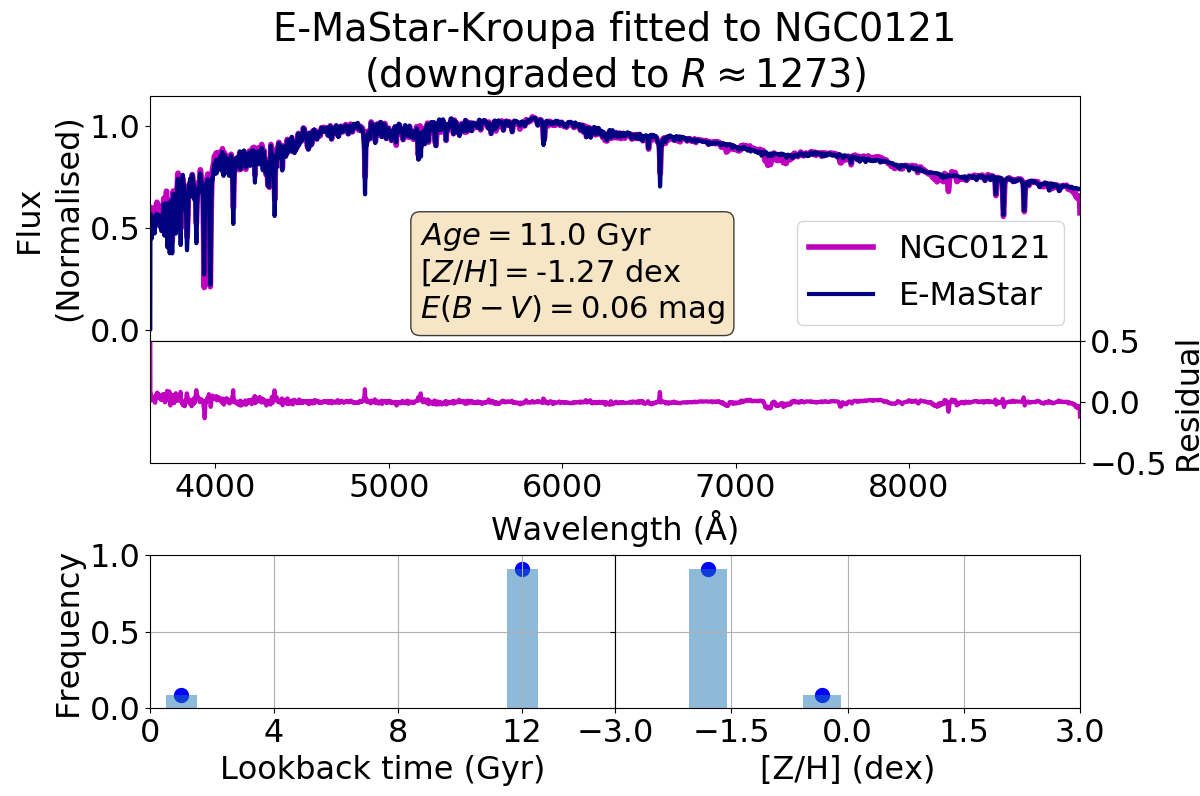 E-MaStar-Kroupa fitted to NGC0121
(downgraded to R ≈ 1273)
Flux
(Normalised)
1.0
0.5
0.0
Age = 11.0 Gyr
[Z/H] = -1.27 dex
E(B − V) = 0.06 mag
NGC0121
E-MaStar
0.5
0.0
−0.5
Residual
4000 5000 6000 7000 8000
Wavelength (Å)
Frequency
1.0
0.5
0.0
0 4 8 12 −3.0 −1.5 0.0 1.5 3.0
Lookback time (Gyr) [Z/H] (dex)